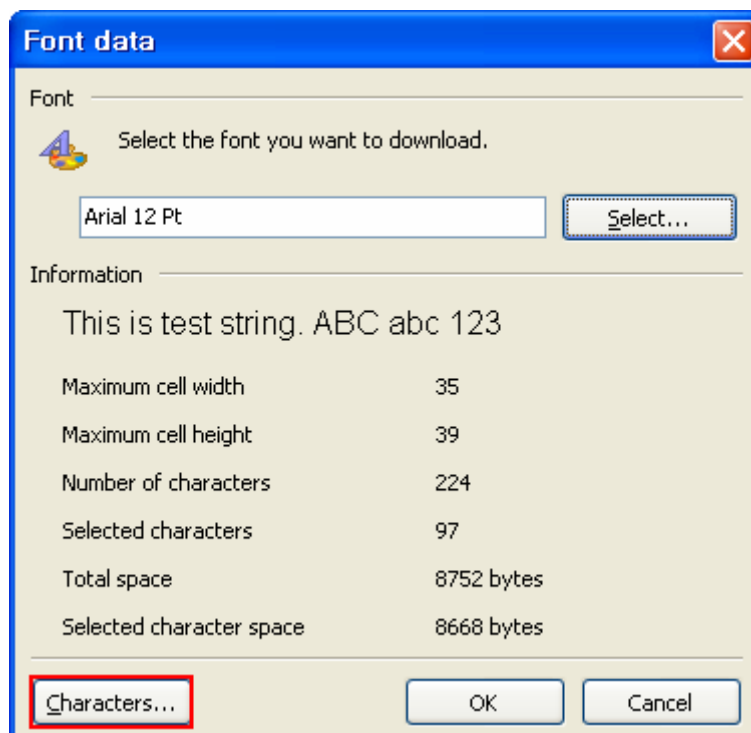 Font data
Font
Select the font you want to download.
Arial 12 Pt Select...
Information
This is test string. ABC abc 123
Maximum cell width 35
Maximum cell height 39
Number of characters 224
Selected characters 97
Total space 8752 bytes
Selected character space 8668 bytes
Characters... OK Cancel